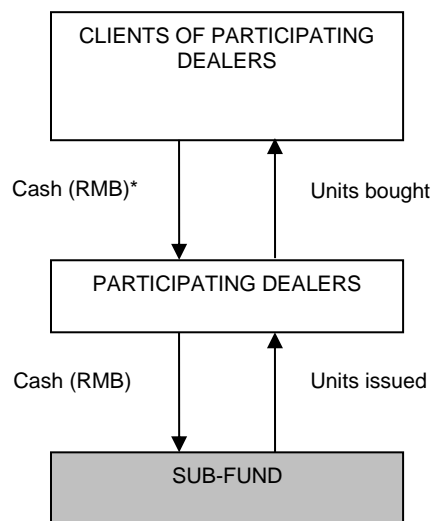 CLIENTS OF PARTICIPATING
DEALERS
Cash (RMB)*
Units bought
PARTICIPATING DEALERS
Cash (RMB)
Units issued
SUB-FUND